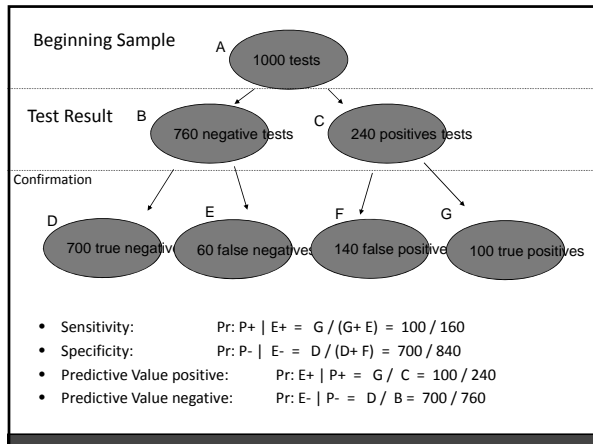 Beginning Sample
A
1000 tests
Test Result
B
760 negative tests
C
240 positives tests
Confirmation
D
700 true negativ
E
60 false negatives
F
140 false positive
G
100 true positives
• Sensitivity: Pr: P+ | E+ = G / (G+ E) = 100 / 160
• Specificity: Pr: P- | E- = D / (D+ F) = 700 / 840
• Predictive Value positive: Pr: E+ | P+ = G / C = 100 / 240
• Predictive Value negative: Pr: E- | P- = D / B = 700 / 760